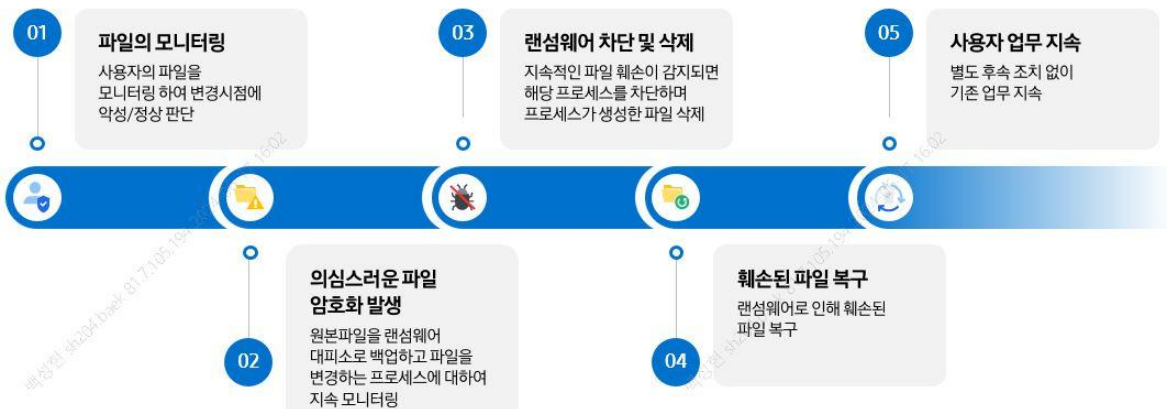 01
파일의 모니터링
사용자의 파일을
모니터링 하여 변경시점에
악성/정상 판단
02
의심스러운 파일
암호화 발생
원본파일을 랜섬웨어
대피소로 백업하고 파일을
변경하는 프로세스에 대하여
지속 모니터링
03
랜섬웨어 차단 및 삭제
지속적인 파일 훼손이 감지되면
해당 프로세스를 차단하며
프로세스가 생성한 파일 삭제
04
훼손된 파일 복구
랜섬웨어로 인해 훼손된
파일 복구
05
사용자 업무 지속
별도 후속 조치 없이
기존 업무 지속